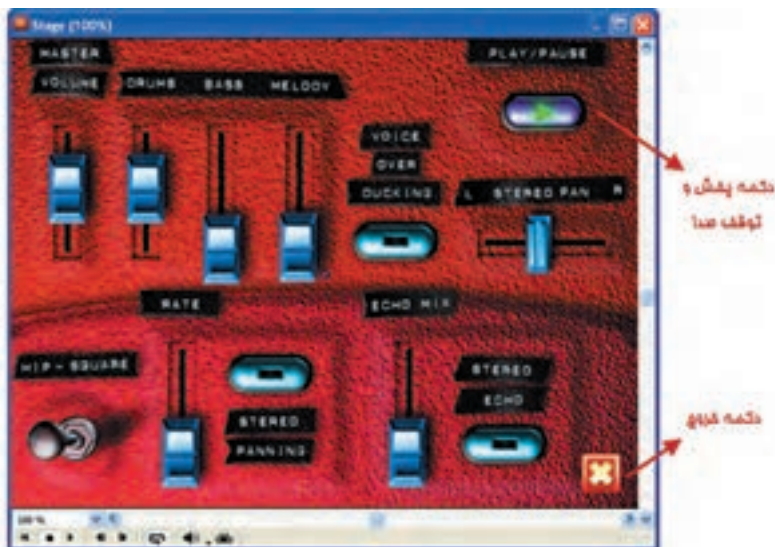 Stage (100%)
MASTER
VOLUME
DRUMS BASS MELODY
PLAY/PAUSE
VOICE
OVER
DUCKING
L STEREO PAN R
دکمه پخش و
توقف صدا
RATE
ECHO MIX
HIP-SQUARE
STEREO
PANNING
STEREO
ECHO
دکمه خروج
100%